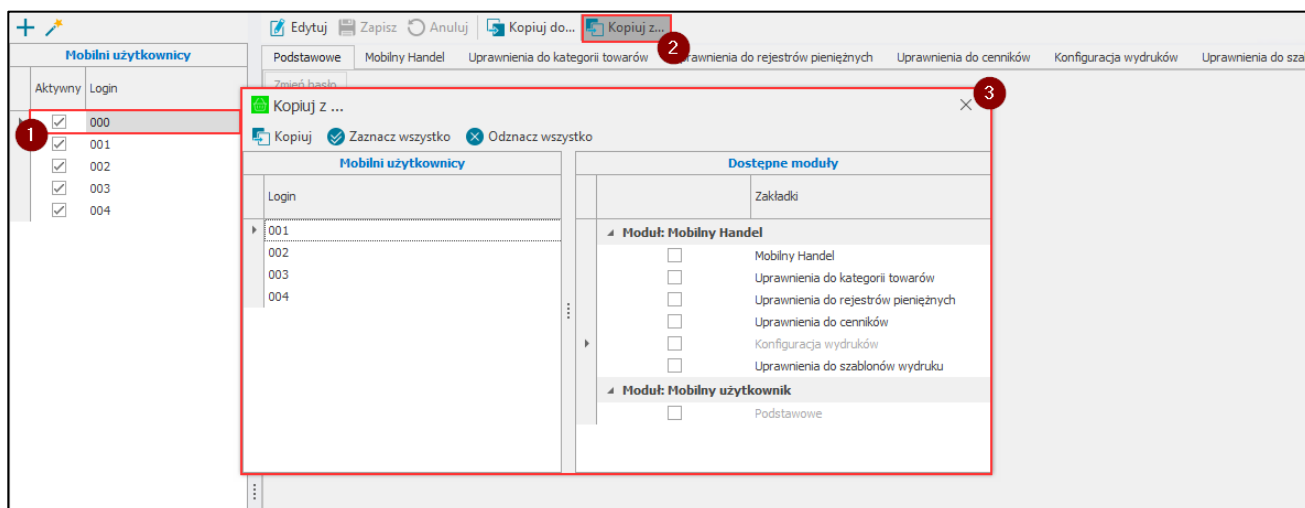 Edytuj Zapisz Anuluj Kopiuj do... Kopiuj z...
2
Mobilni użytkownicy
Podstawowe Mobilny Handel Uprawnienia do kategorii towarów rawnienia do rejestrów pieniężnych Uprawnienia do cenników Konfiguracja wydruków Uprawnienia do sza
Zmień hasło
Aktywny Login
000
001
002
003
004
1
3
Kopiuj z ...
Kopiuj Zaznacz wszystko Odznacz wszystko
Mobilni użytkownicy
Login
001
002
003
004
Dostępne moduły
Zakładki
Moduł: Mobilny Handel
Mobilny Handel
Uprawnienia do kategorii towarów
Uprawnienia do rejestrów pieniężnych
Uprawnienia do cenników
Konfiguracja wydruków
Uprawnienia do szablonów wydruku
Moduł: Mobilny użytkownik
Podstawowe